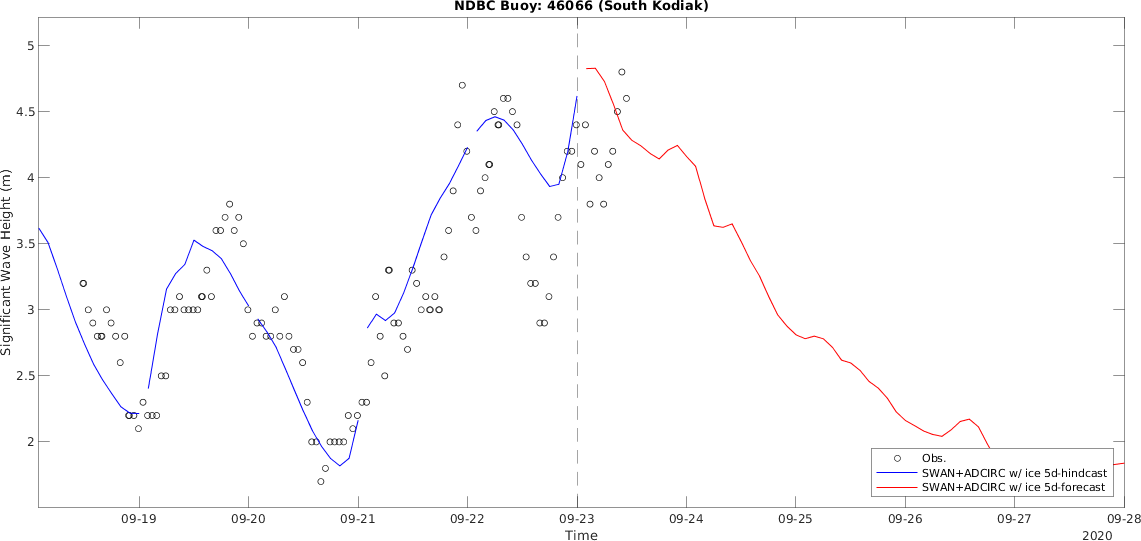 NDBC Buoy: 46066 (South Kodiak)
Significant Wave Height (m)
5
4.5
4
3.5
3
2.5
2
Obs.
SWAN+ADCIRC w/ ice 5d-hindcast
SWAN+ADCIRC w/ ice 5d-forecast
09-19 09-20 09-21 09-22 09-23 09-24 09-25 09-26 09-27 09-28
Time
2020